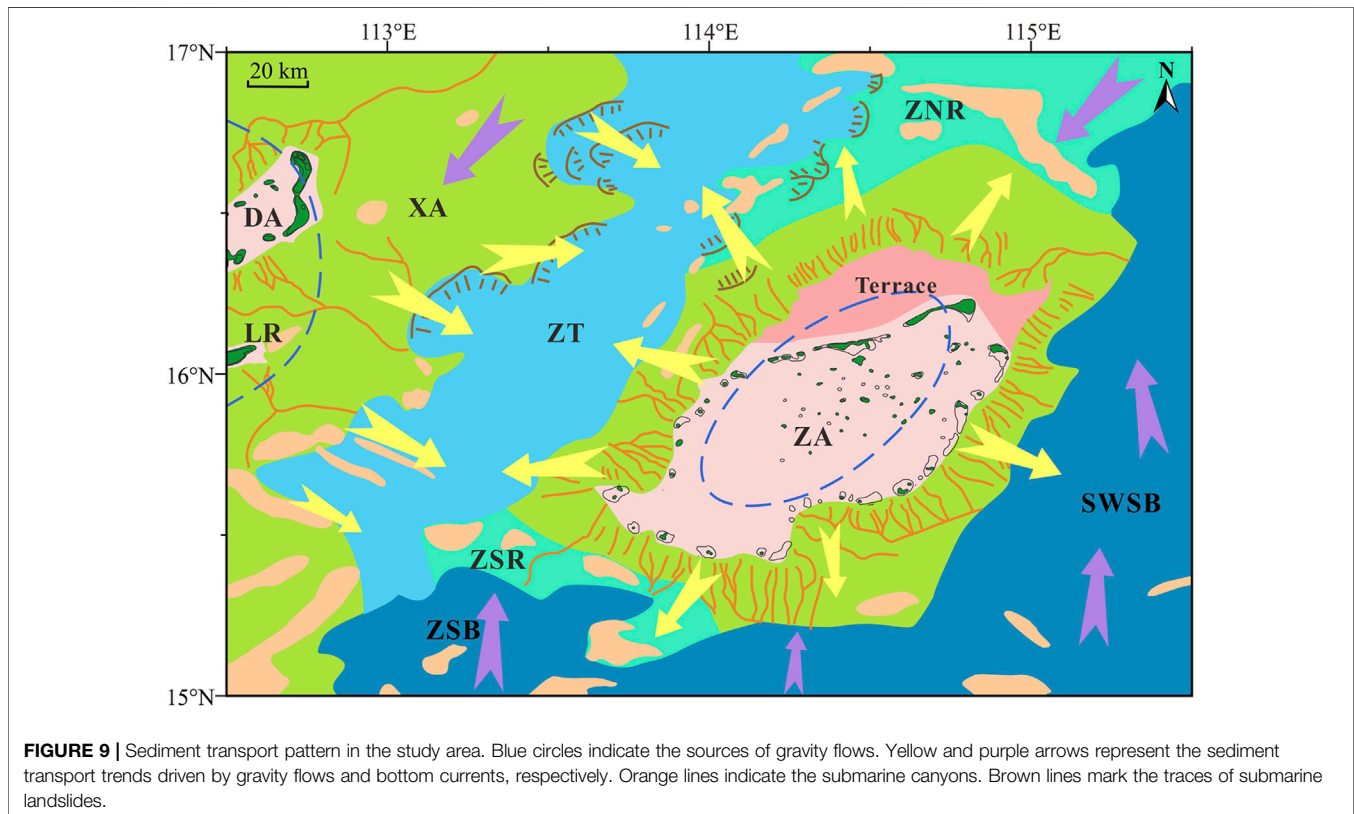 113°E 114°E 115°E
17°N
20 km
N
ZNR
XA
DA
Terrace
LR
ZT
16°N
ZA
SWSB
ZSR
ZSB
15°N
FIGURE 9 | Sediment transport pattern in the study area. Blue circles indicate the sources of gravity flows. Yellow and purple arrows represent the sediment
transport trends driven by gravity flows and bottom currents, respectively. Orange lines indicate the submarine canyons. Brown lines mark the traces of submarine
landslides.